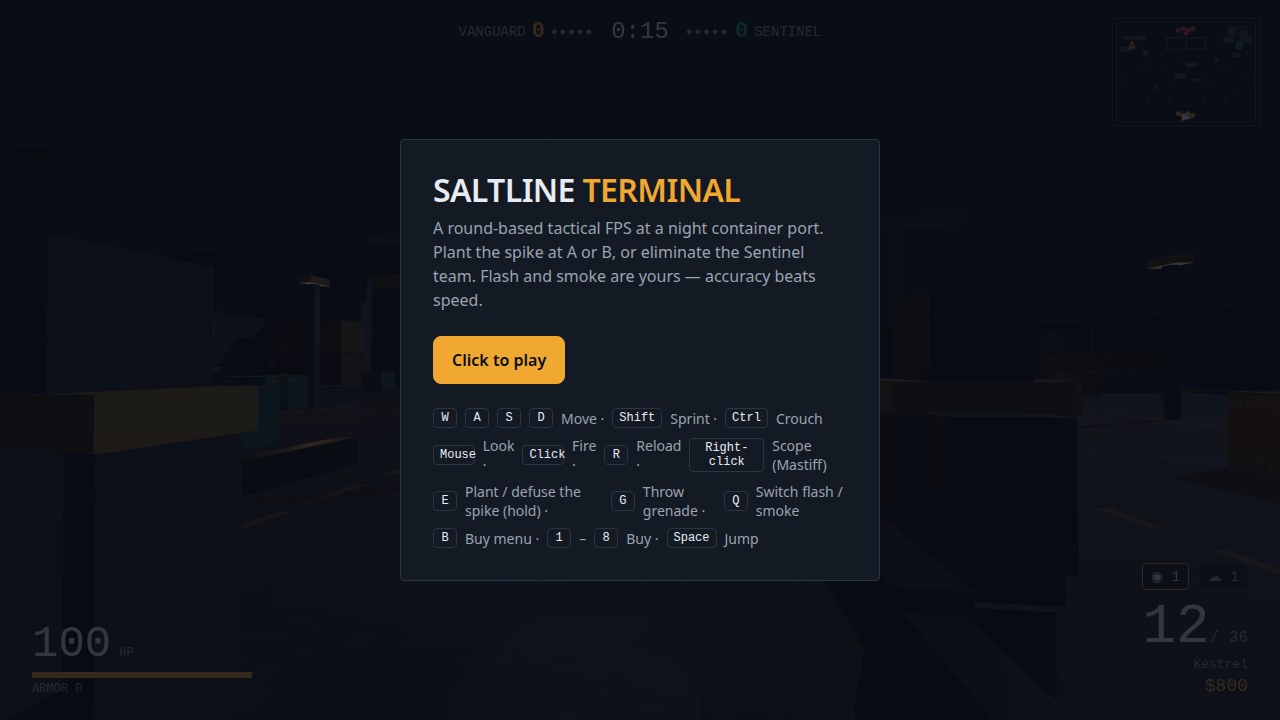 VANGUARD 0 0:15 0 SENTINEL
A B
SALTLINE TERMINAL
A round-based tactical FPS at a night container port.
Plant the spike at A or B, or eliminate the Sentinel
team. Flash and smoke are yours — accuracy beats
speed.
Click to play
W A S D Move · Shift Sprint · Ctrl Crouch
Mouse Look · Click Fire · R Reload · Right-click Scope (Mastiff)
E Plant / defuse the spike (hold) · G Throw grenade · Q Switch flash / smoke
B Buy menu · 1 – 8 Buy · Space Jump
100 HP
ARMOR 0
1 1
12 / 36
Kestrel
$800